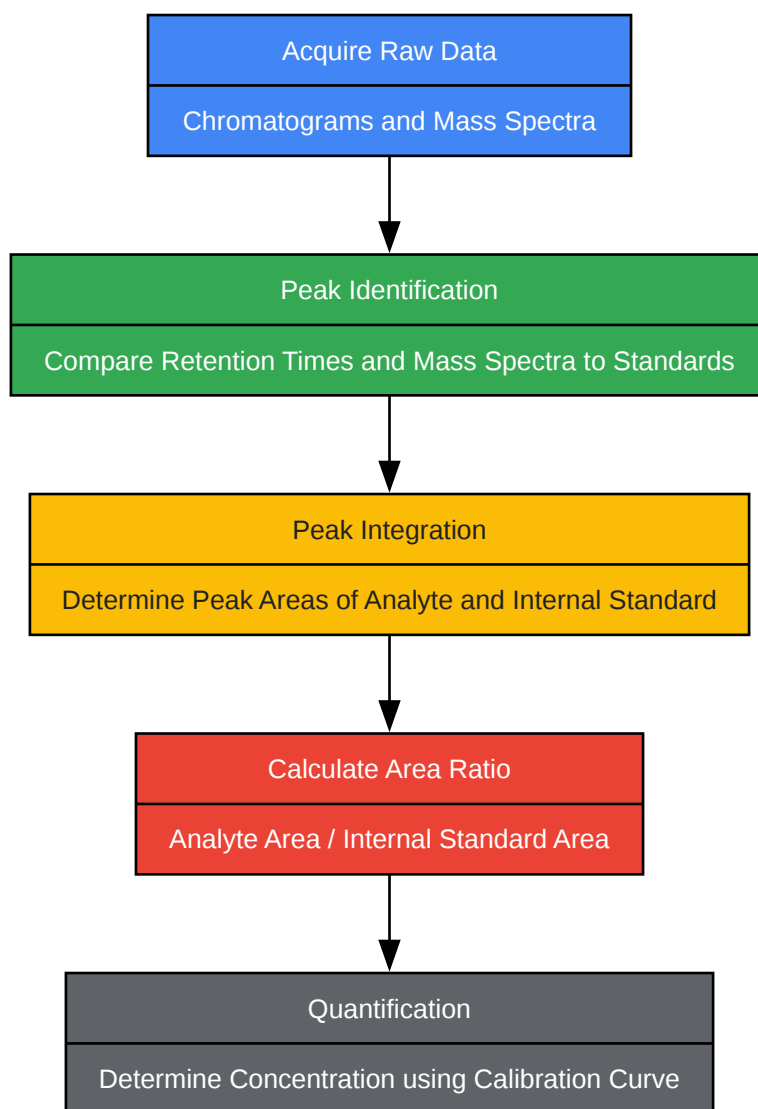 Acquire Raw Data
Chromatograms and Mass Spectra
Peak Identification
Compare Retention Times and Mass Spectra to Standards
Peak Integration
Determine Peak Areas of Analyte and Internal Standard
Calculate Area Ratio
Analyte Area / Internal Standard Area
Quantification
Determine Concentration using Calibration Curve